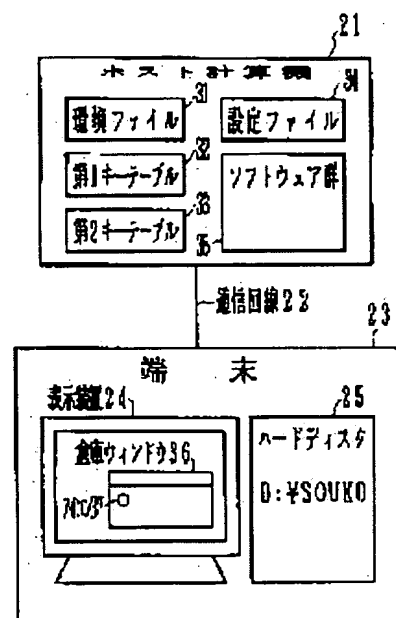 21
ホスト計算機
31
環境ファイル
34
設定ファイル
32
第1キーテーブル
ソフトウェア群
33
第2キーテーブル
35
通信回線22
23
端 末
表示装置24
25
倉庫ウィンドウ36
アイコン37
ハードディスク
D:¥SOUKO